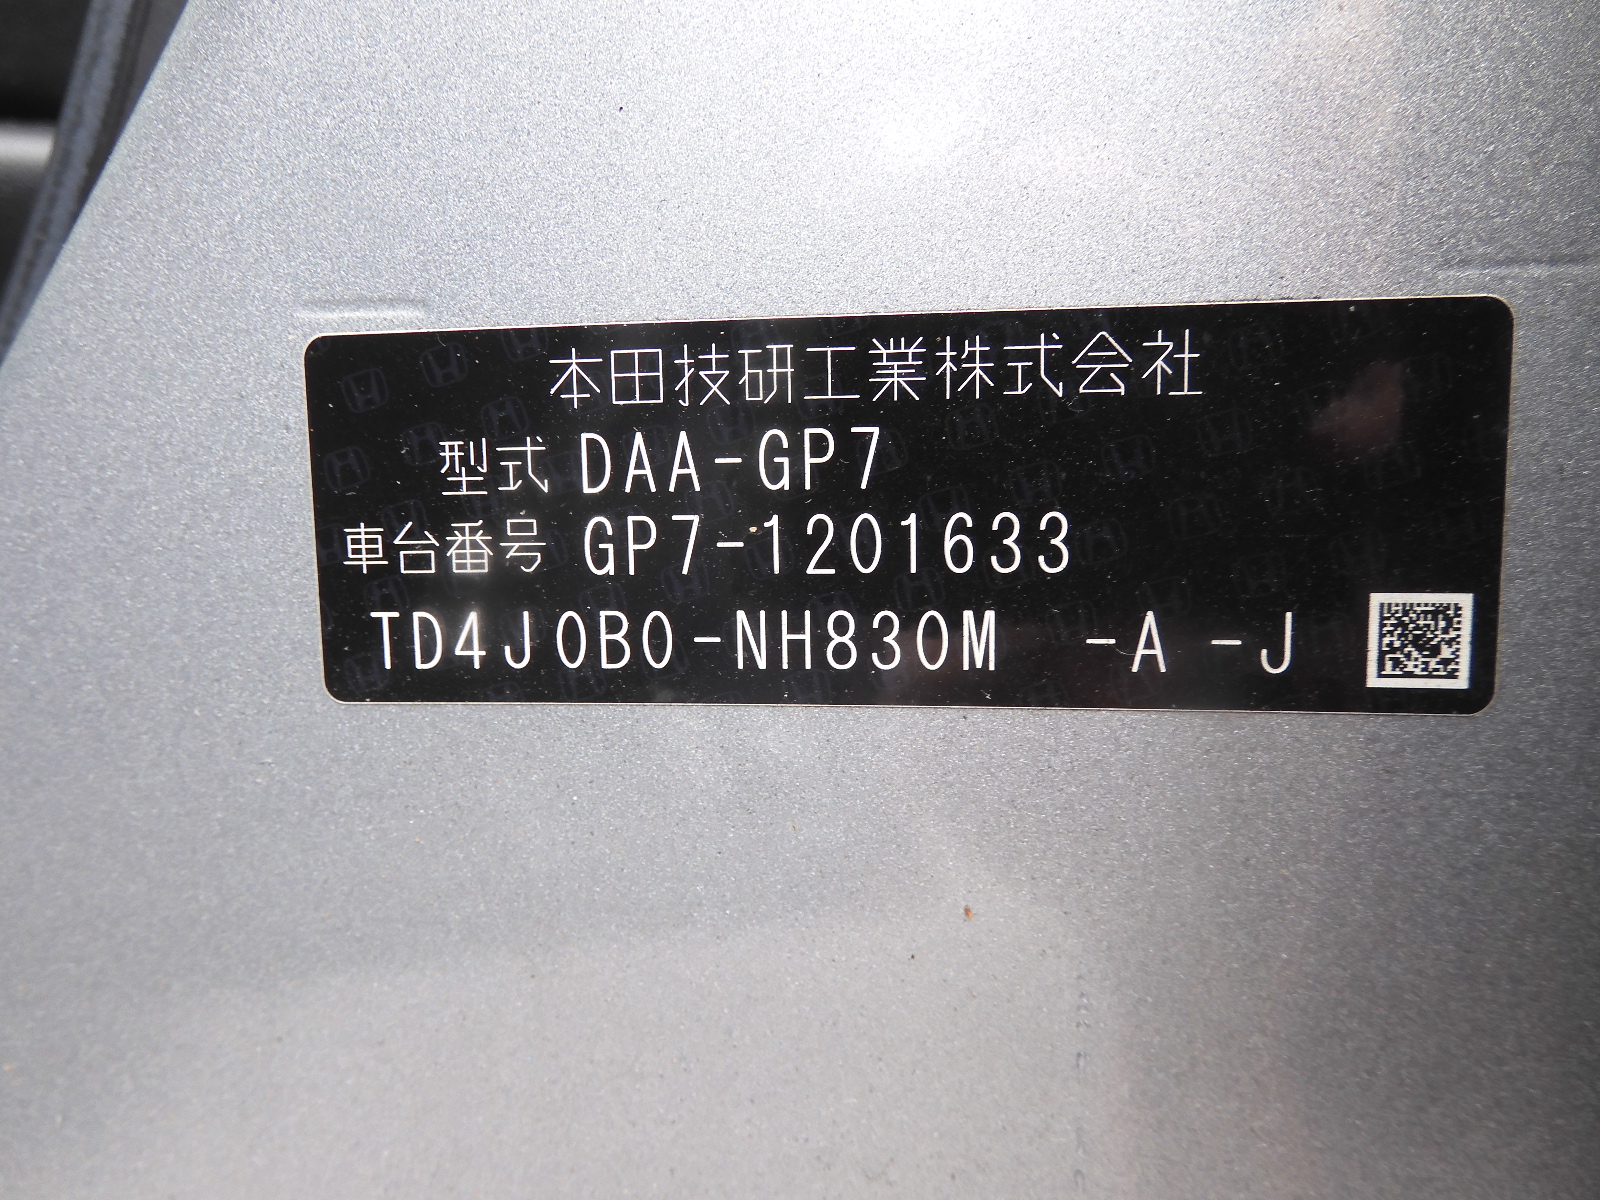 本田技研工業株式会社
型式 DAA-GP7
車台番号 GP7-1201633
TD4J0B0-NH830M -A -J